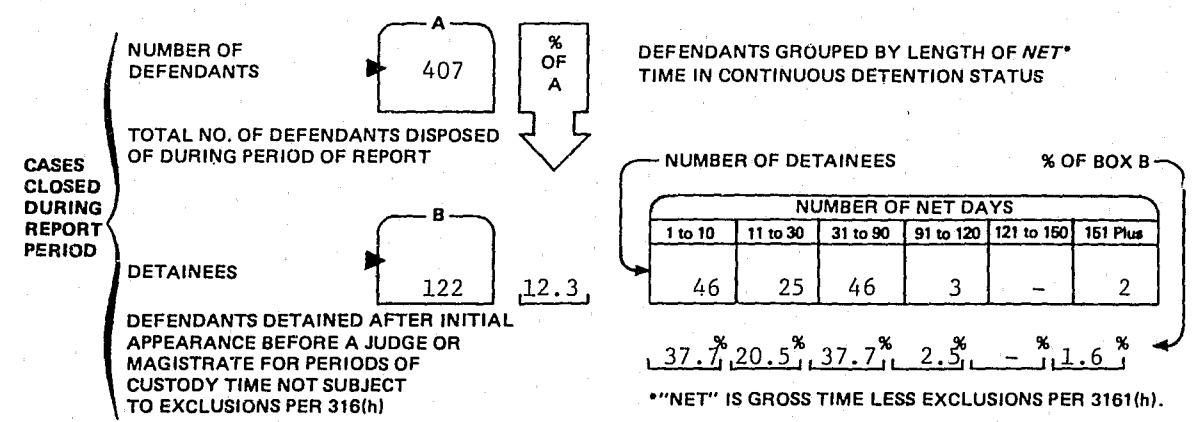 A
NUMBER OF
DEFENDANTS
407
%
OF
A
TOTAL NO. OF DEFENDANTS DISPOSED
OF DURING PERIOD OF REPORT
CASES
CLOSED
DURING
REPORT
PERIOD
B
DETAINEES
122 12.3
DEFENDANTS DETAINED AFTER INITIAL
APPEARANCE BEFORE A JUDGE OR
MAGISTRATE FOR PERIODS OF
CUSTODY TIME NOT SUBJECT
TO EXCLUSIONS PER 316(h)
DEFENDANTS GROUPED BY LENGTH OF NET*
TIME IN CONTINUOUS DETENTION STATUS
NUMBER OF DETAINEES % OF BOX B
NUMBER OF NET DAYS
1 to 10 11 to 30 31 to 90 91 to 120 121 to 150 151 Plus
46 25 46 3 – 2
37.7% 20.5% 37.7% 2.5% – % 1.6 %
*"NET" IS GROSS TIME LESS EXCLUSIONS PER 3161(h).